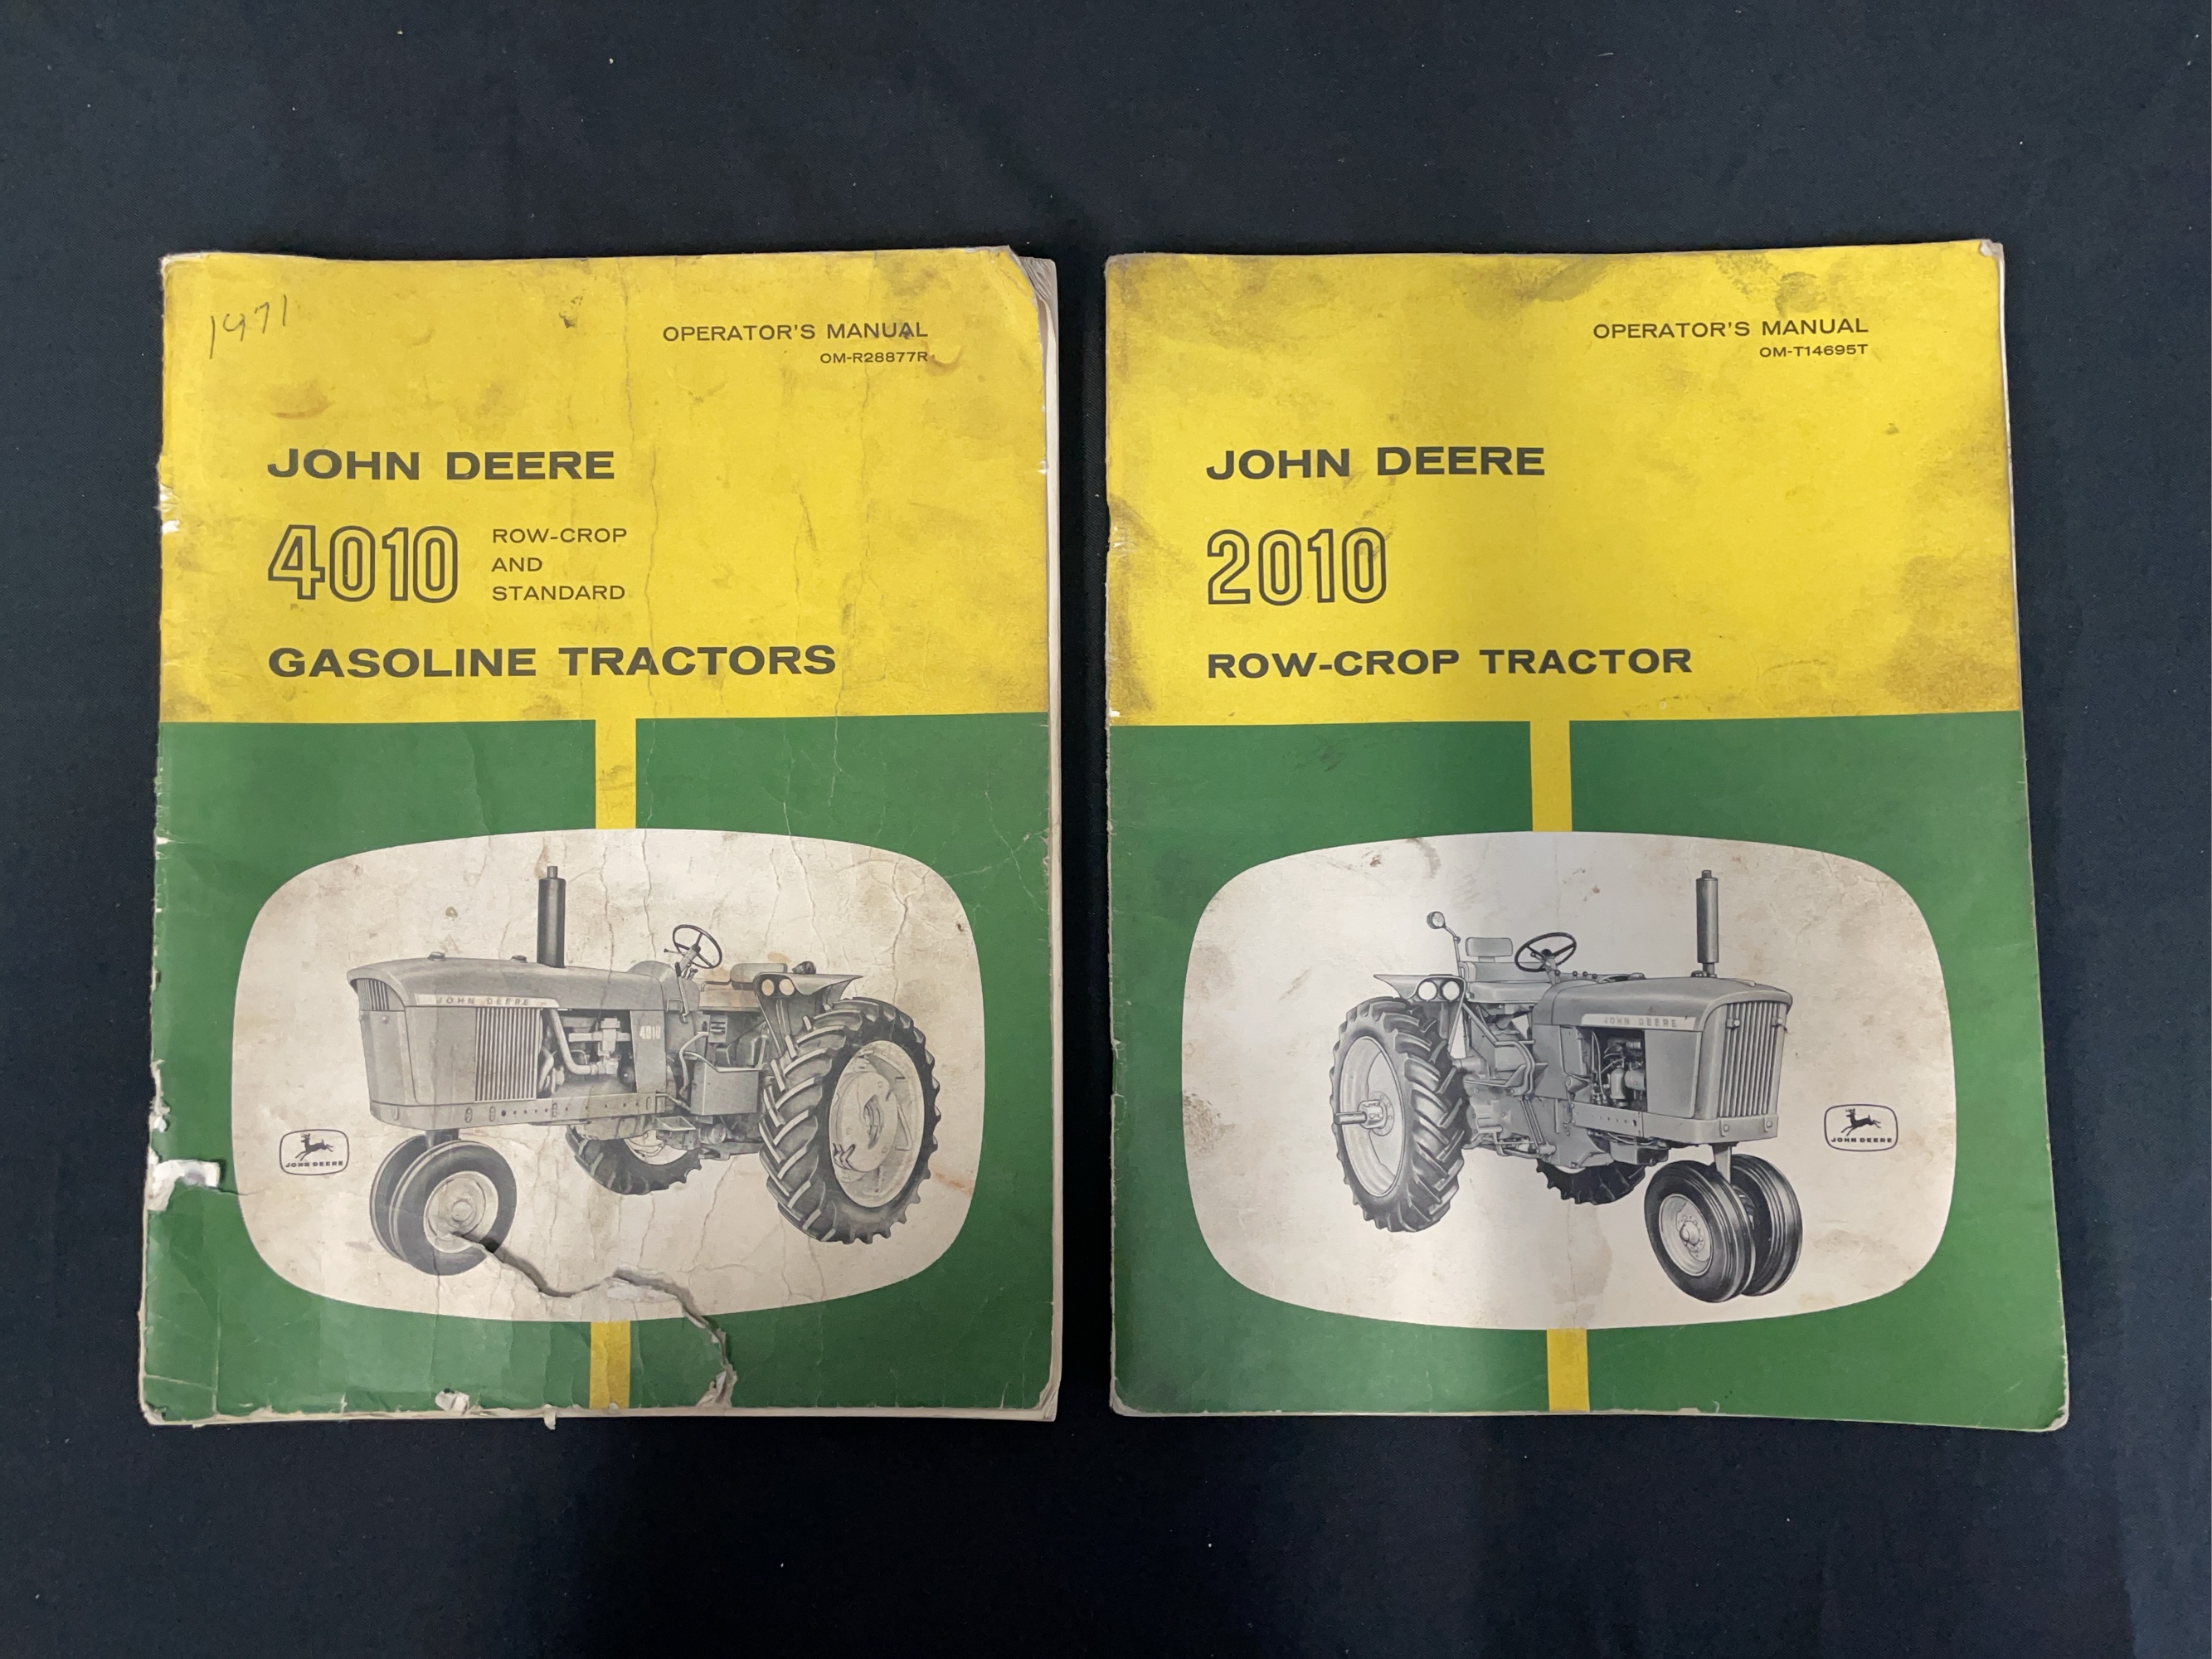 1971
OPERATOR'S MANUAL
OM-R28877R
JOHN DEERE
4010
ROW-CROP
AND
STANDARD
GASOLINE TRACTORS
JOHN DEERE
4010
JOHN DEERE
OPERATOR'S MANUAL
OM-T14695T
JOHN DEERE
2010
ROW-CROP TRACTOR
JOHN DEERE
JOHN DEERE